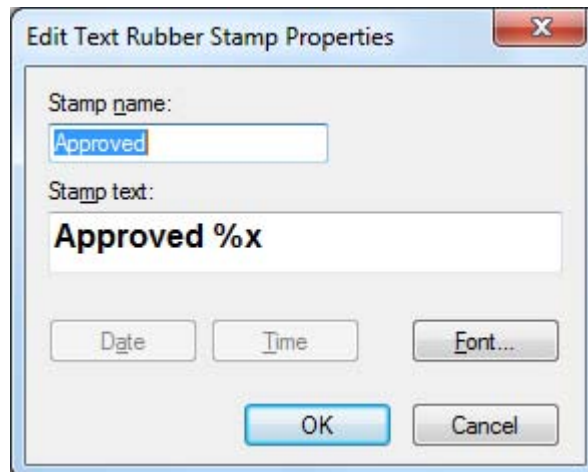 Edit Text Rubber Stamp Properties
Stamp name:
Approved
Stamp text:
Approved %x
Date Time Font...
OK Cancel